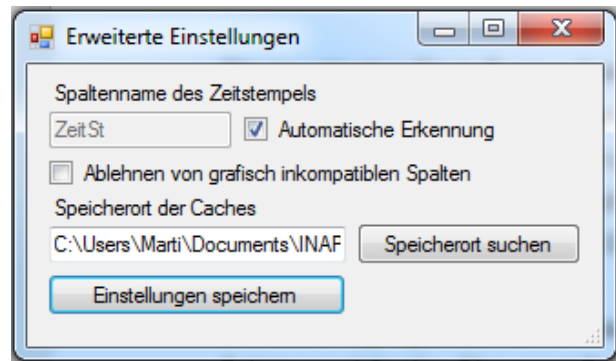 Erweiterte Einstellungen
Spaltenname des Zeitstempels
ZeitSt
Automatische Erkennung
Ablehnen von grafisch inkompatiblen Spalten
Speicherort der Caches
C:\Users\Marti\Documents\INAF
Speicherort suchen
Einstellungen speichern